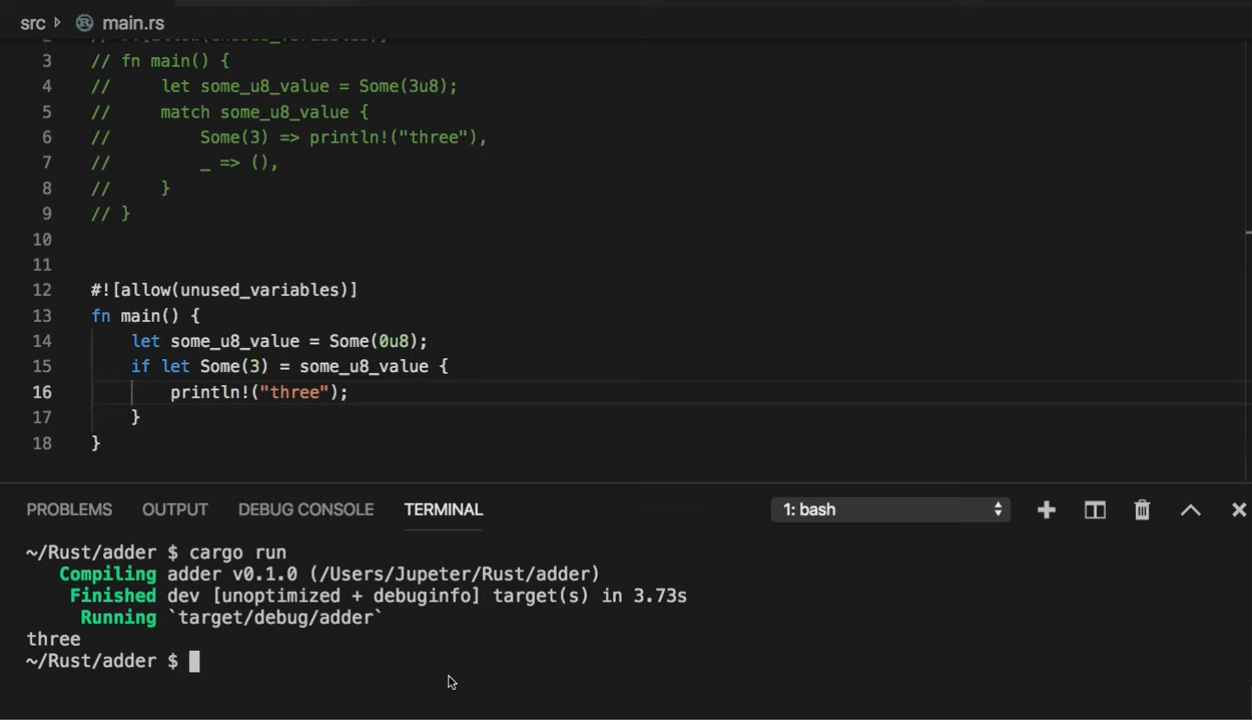 src main.rs
3 // fn main() {
4 //     let some_u8_value = Some(3u8);
5 //     match some_u8_value {
6 //         Some(3) => println!("three"),
7 //         _ => (),
8 //     }
9 // }
10
11
12 #![allow(unused_variables)]
13 fn main() {
14     let some_u8_value = Some(0u8);
15     if let Some(3) = some_u8_value {
16         println!("three");
17     }
18 }
PROBLEMS OUTPUT DEBUG CONSOLE TERMINAL 1: bash
~/Rust/adder $ cargo run
   Compiling adder v0.1.0 (/Users/Jupeter/Rust/adder)
    Finished dev [unoptimized + debuginfo] target(s) in 3.73s
     Running `target/debug/adder`
three
~/Rust/adder $